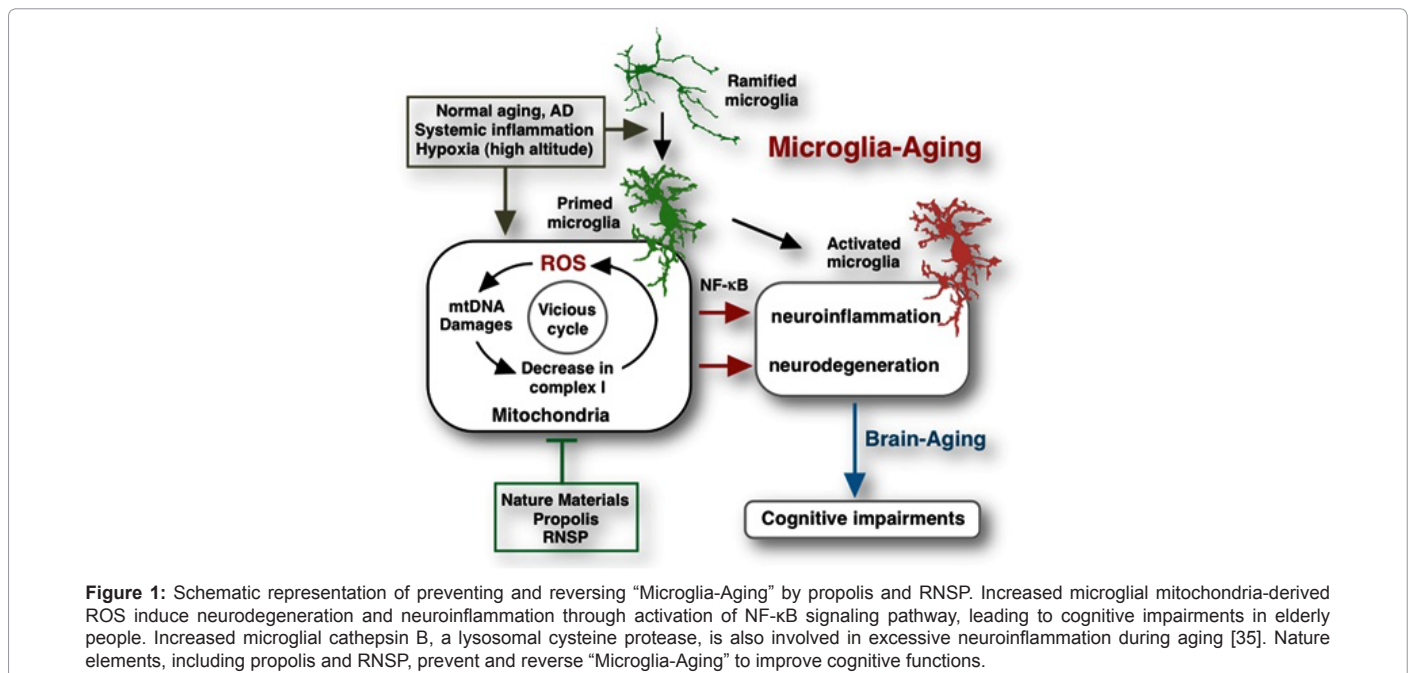 Ramified
microglia
Normal aging, AD
Systemic inflammation
Hypoxia (high altitude)
Microglia-Aging
Primed
microglia
Activated
microglia
ROS
NF-κB
mtDNA
Damages
Vicious
cycle
neuroinflammation
Decrease in
complex I
neurodegeneration
Mitochondria
Brain-Aging
Nature Materials
Propolis
RNSP
Cognitive impairments
Figure 1: Schematic representation of preventing and reversing “Microglia-Aging” by propolis and RNSP. Increased microglial mitochondria-derived
ROS induce neurodegeneration and neuroinflammation through activation of NF-κB signaling pathway, leading to cognitive impairments in elderly
people. Increased microglial cathepsin B, a lysosomal cysteine protease, is also involved in excessive neuroinflammation during aging [35]. Nature
elements, including propolis and RNSP, prevent and reverse “Microglia-Aging” to improve cognitive functions.